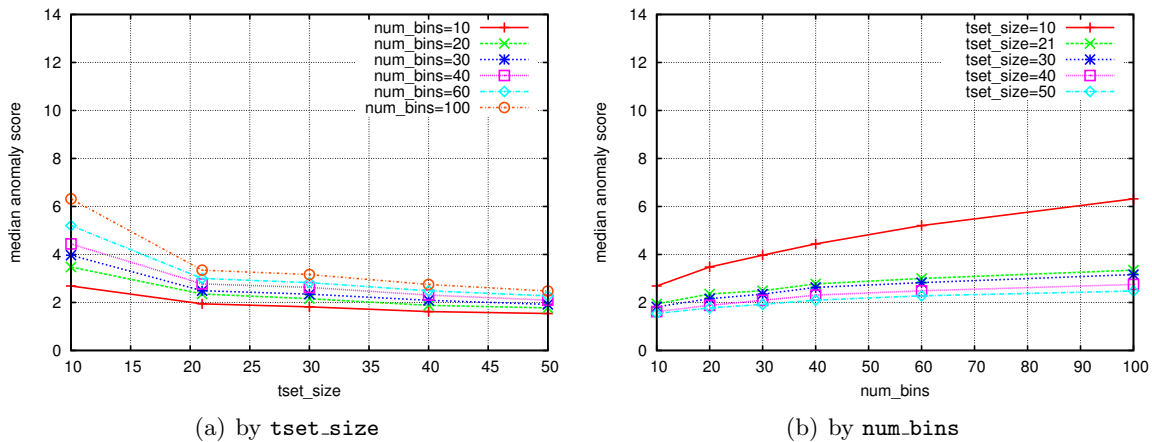 14
12
10
8
6
4
2
0
median anomaly score
10 15 20 25 30 35 40 45 50
tset_size
num_bins=10
num_bins=20
num_bins=30
num_bins=40
num_bins=60
num_bins=100
(a) by tset_size
14
12
10
8
6
4
2
0
median anomaly score
10 20 30 40 50 60 70 80 90 100
num_bins
tset_size=10
tset_size=21
tset_size=30
tset_size=40
tset_size=50
(b) by num_bins